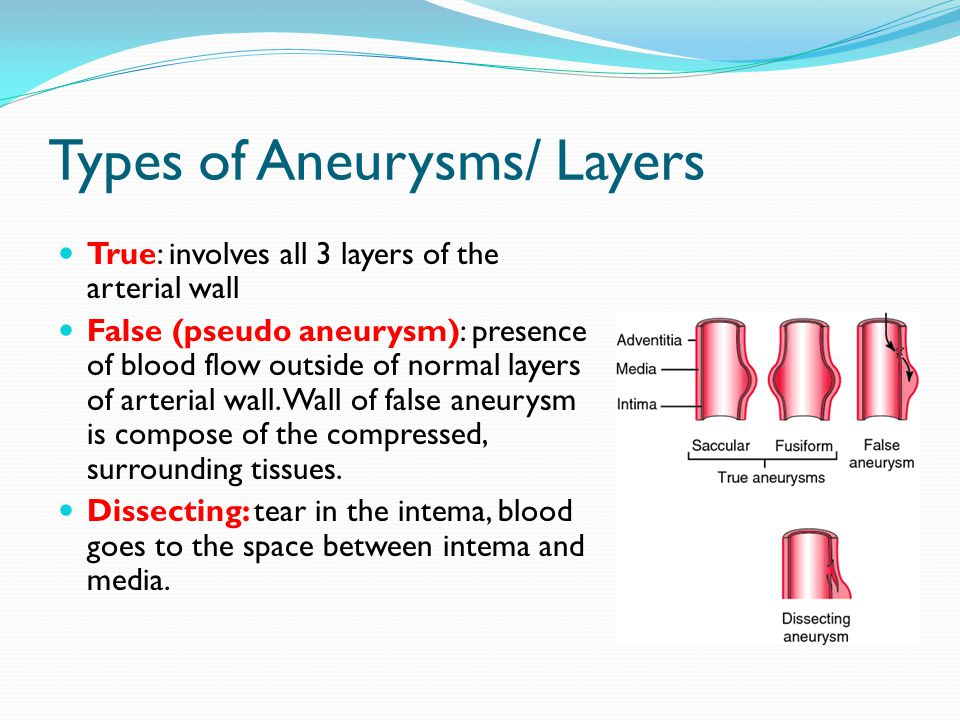 Types of Aneurysms/ Layers
True: involves all 3 layers of the
arterial wall
False (pseudo aneurysm): presence
of blood flow outside of normal layers
of arterial wall. Wall of false aneurysm
is compose of the compressed,
surrounding tissues.
Dissecting: tear in the intema, blood
goes to the space between intema and
media.
Adventitia
Media
Intima
Saccular
Fusiform
True aneurysms
False
aneurysm
Dissecting
aneurysm